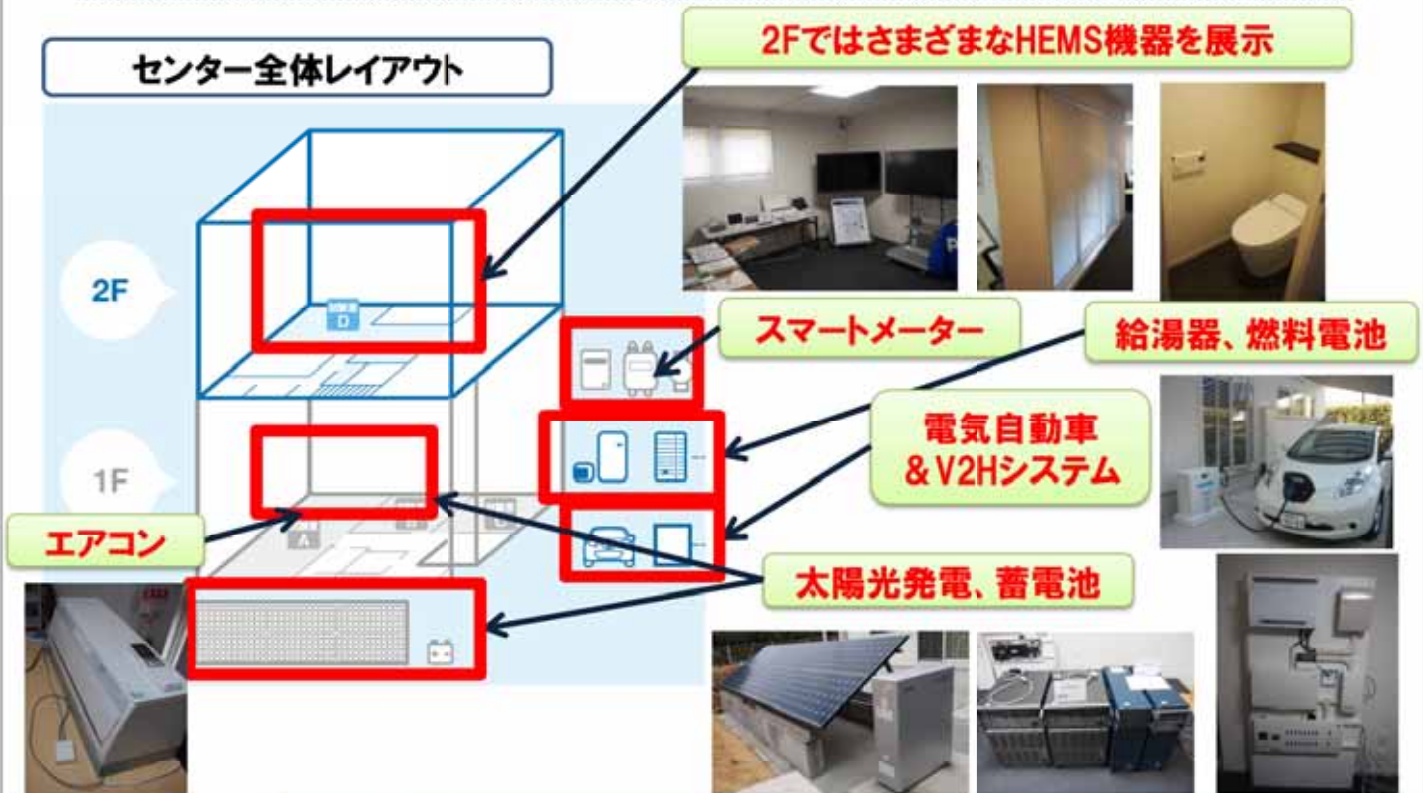 センター全体レイアウト
2FではさまざまなHEMS機器を展示
2F
D
スマートメーター
給湯器、燃料電池
電気自動車
&V2Hシステム
1F
A
エアコン
太陽光発電、蓄電池